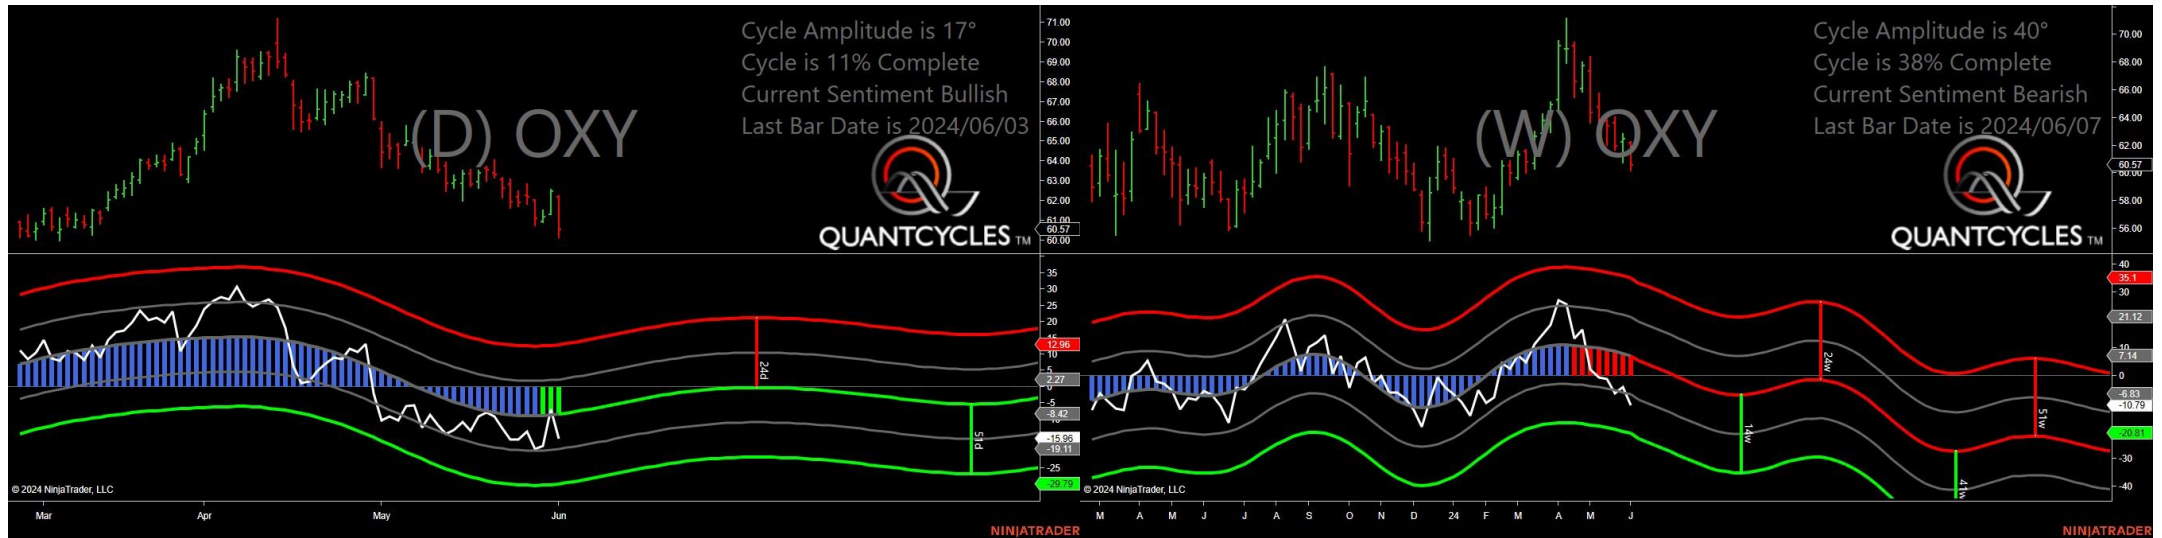 Cycle Amplitude is 17°
Cycle is 11% Complete
Current Sentiment Bullish
Last Bar Date is 2024/06/03
(D) OXY
QUANTCYCLES TM
71.00
70.00
69.00
68.00
67.00
66.00
65.00
64.00
63.00
62.00
61.00
60.57
60.00
35
30
25
20
15
12.96
10
5
2.27
0
-5
-8.42
-15.96
-19.11
-25
-29.79
24d
51d
© 2024 NinjaTrader, LLC
Mar Apr May Jun
NINJATRADER
Cycle Amplitude is 40°
Cycle is 38% Complete
Current Sentiment Bearish
Last Bar Date is 2024/06/07
(W) OXY
QUANTCYCLES TM
70.00
68.00
66.00
64.00
62.00
60.57
60.00
58.00
56.00
40
35.1
30
21.12
10
7.14
0
-6.83
-10.79
-20.81
-30
-40
14w
24w
41w
51w
© 2024 NinjaTrader, LLC
M A M J J A S O N D 24 F M A M J
NINJATRADER